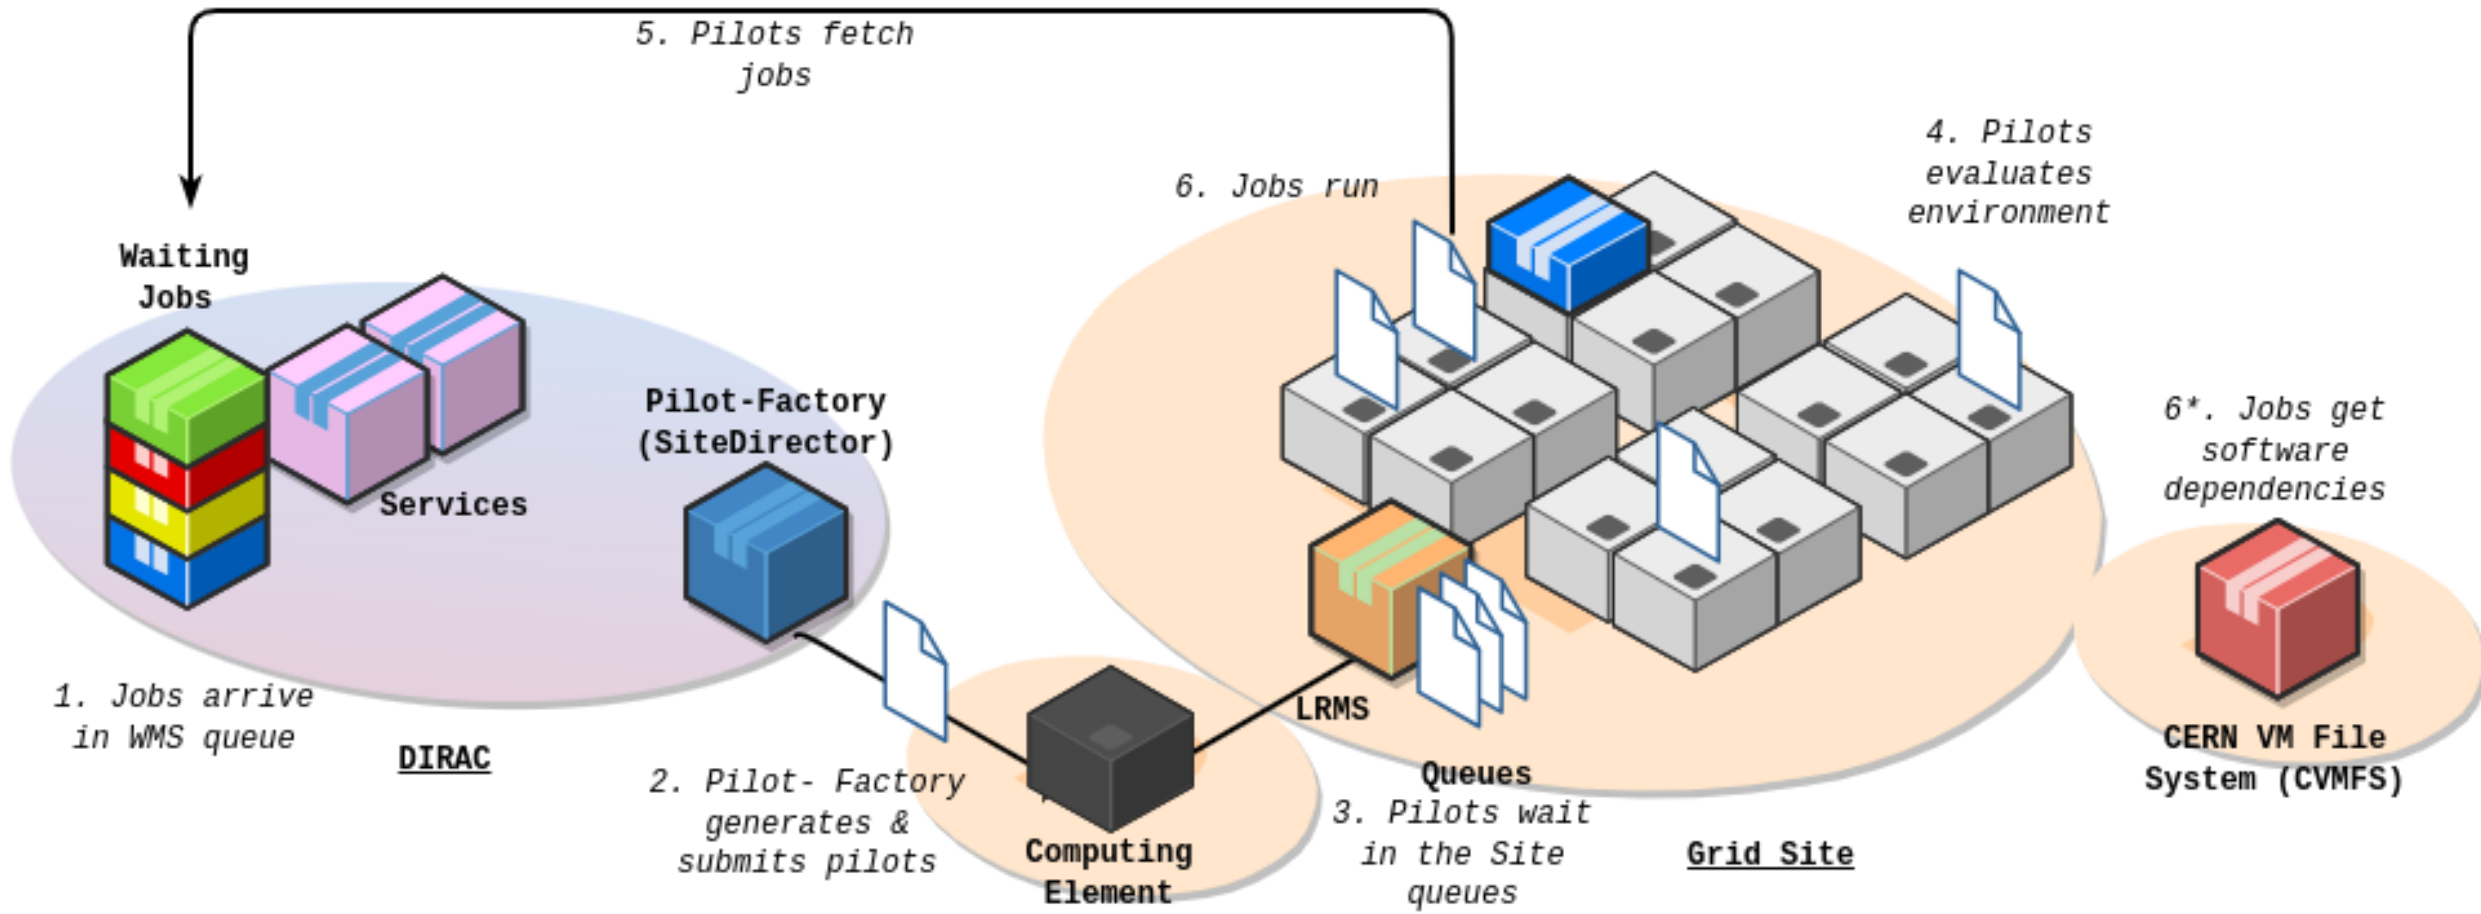 5. Pilots fetch
jobs
4. Pilots
evaluates
environment
6. Jobs run
Waiting
Jobs
Pilot-Factory
(SiteDirector)
Services
6*. Jobs get
software
dependencies
1. Jobs arrive
in WMS queue
DIRAC
2. Pilot- Factory
generates &
submits pilots
Computing
Element
LRMS
Queues
3. Pilots wait
in the Site
queues
Grid Site
CERN VM File
System (CVMFS)